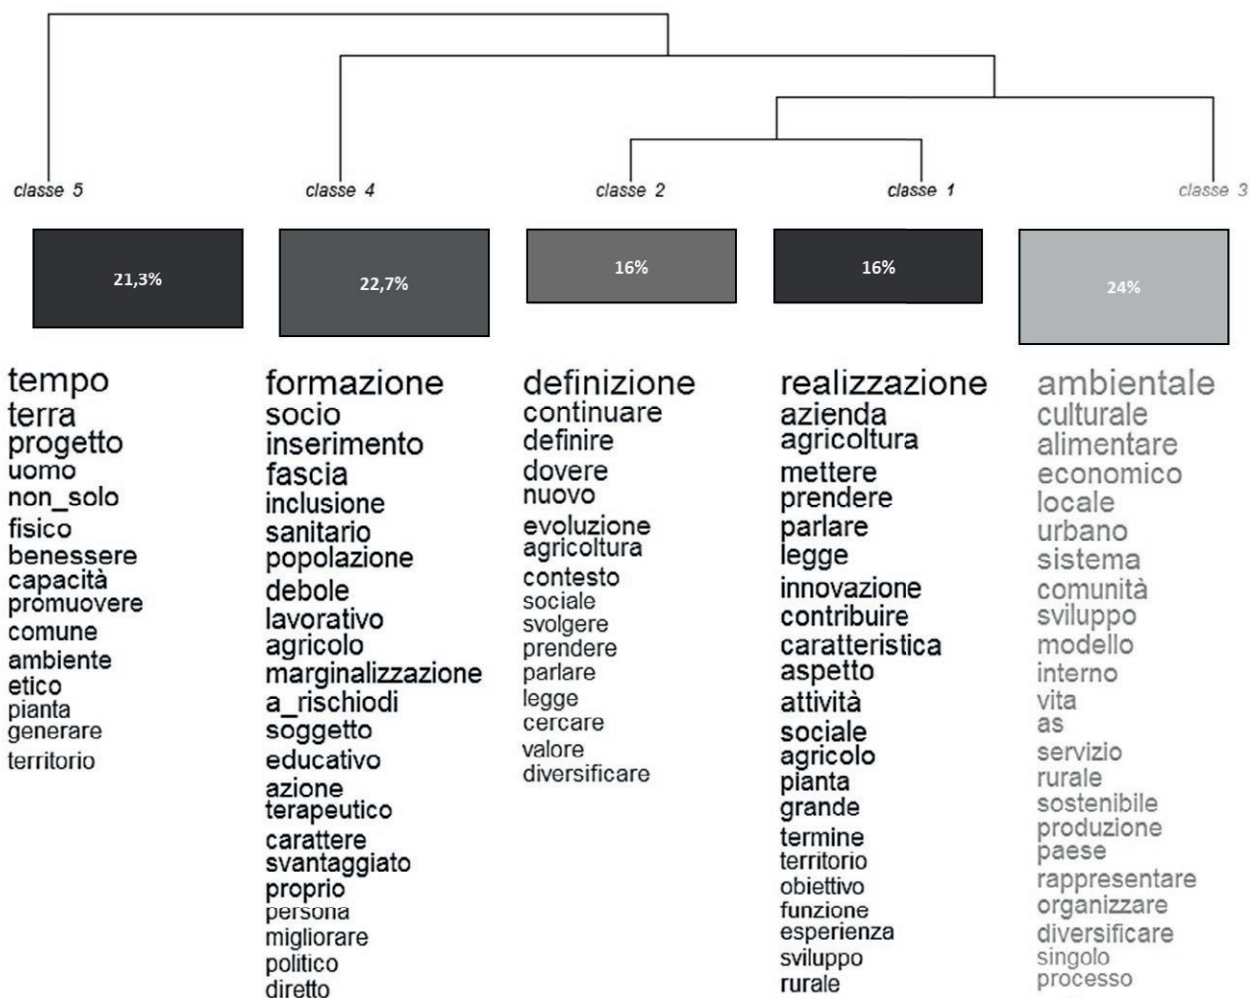 classe 5
classe 4
classe 2
classe 1
classe 3
21,3%
22,7%
16%
16%
24%
tempo
terra
progetto
uomo
non_solo
fisico
benessere
capacità
promuovere
comune
ambiente
etico
pianta
generare
territorio
formazione
socio
inserimento
fascia
inclusione
sanitario
popolazione
debole
lavorativo
agricolo
marginalizzazione
a_rischiodi
soggetto
educativo
azione
terapeutico
carattere
svantaggiato
proprio
persona
migliorare
politico
diretto
definizione
continuare
definire
dovere
nuovo
evoluzione
agricoltura
contesto
sociale
svolgere
prendere
parlare
legge
cercare
valore
diversificare
realizzazione
azienda
agricoltura
mettere
prendere
parlare
legge
innovazione
contribuire
caratteristica
aspetto
attività
sociale
agricolo
pianta
grande
termine
territorio
obiettivo
funzione
esperienza
sviluppo
rurale
ambientale
culturale
alimentare
economico
locale
urbano
sistema
comunità
sviluppo
modello
interno
vita
as
servizio
rurale
sostenibile
produzione
paese
rappresentare
organizzare
diversificare
singolo
processo